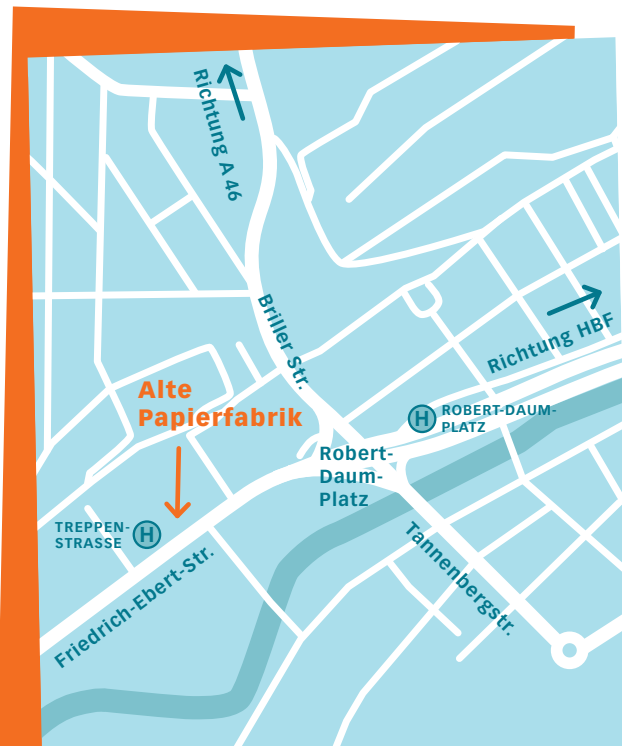 Richtung A 46
Briller Str.
Richtung HBF
Alte
Papierfabrik
H
ROBERT-DAUM-
PLATZ
Robert-
Daum-
Platz
TREPPEN-
STRASSE
H
Friedrich-Ebert-Str.
Tannenbergstr.